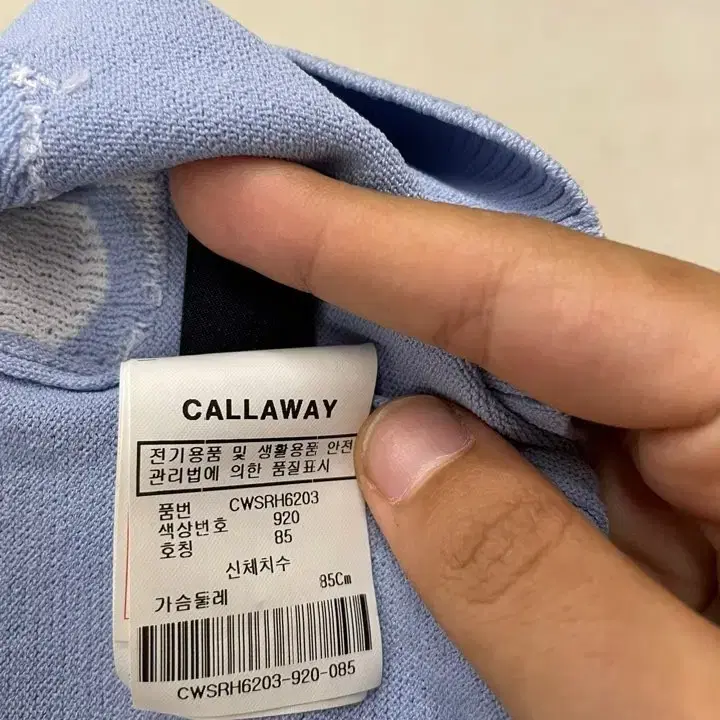 CALLAWAY
전기용품 및 생활용품 안전
관리법에 의한 품질표시
품번 CWSRH6203
색상번호 920
호칭 85
신체치수
가슴둘레 85Cm
CWSRH6203-920-085